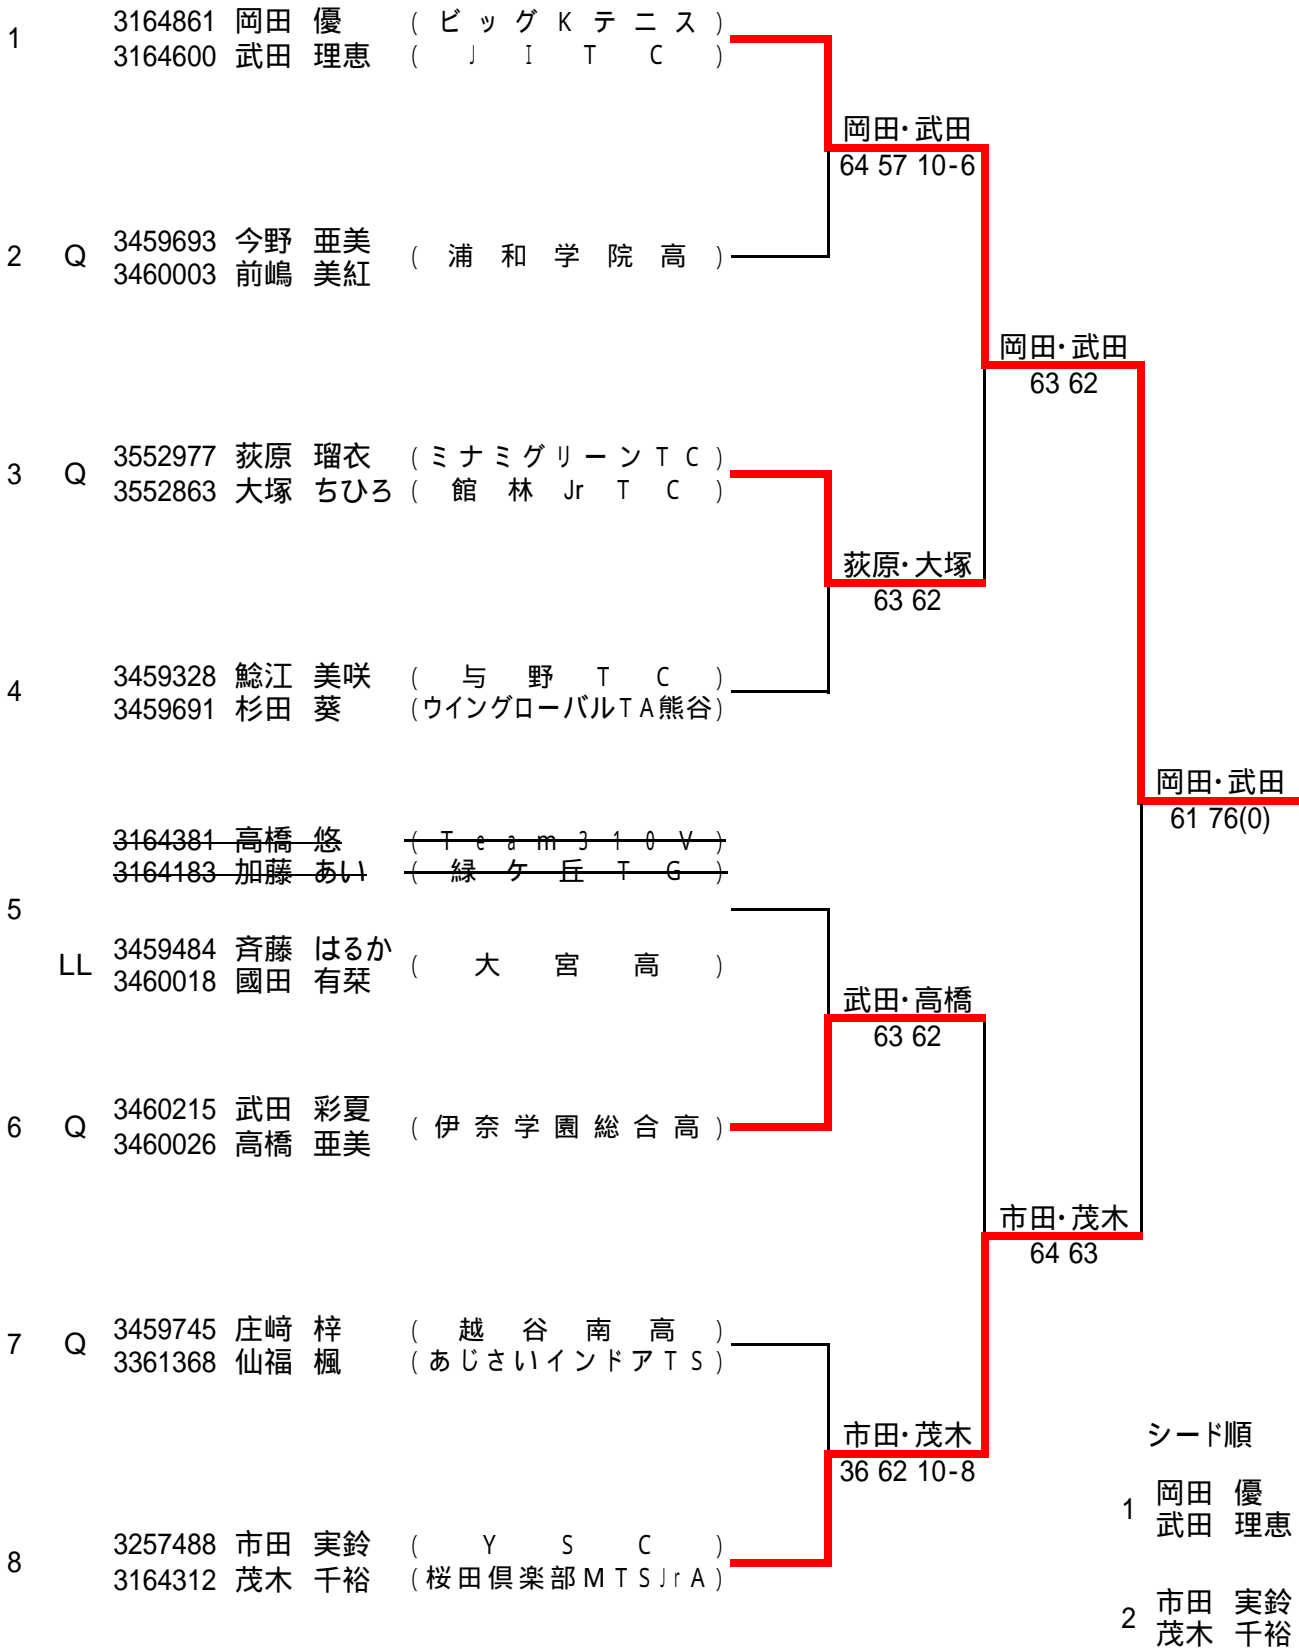 1 3164861 岡田 優 (ビッグKテニス)
3164600 武田 理恵 (JITC)
岡田・武田
64 57 10-6
2 Q 3459693 今野 亜美 (浦和学院高)
3460003 前嶋 美紅
岡田・武田
63 62
3 Q 3552977 荻原 瑠衣 (ミナミグリーンTC)
3552863 大塚 ちひろ (館林Jr TC)
荻原・大塚
63 62
4 3459328 鯰江 美咲 (与野TC)
3459691 杉田 葵 (ウイングローバルTA熊谷)
岡田・武田
61 76(0)
3164381 高橋 悠 (Team310V)
3164183 加藤 あい (緑ケ丘TG)
5
LL 3459484 斉藤 はるか (大宮高)
3460018 國田 有栞
武田・高橋
63 62
6 Q 3460215 武田 彩夏 (伊奈学園総合高)
3460026 高橋 亜美
市田・茂木
64 63
7 Q 3459745 庄﨑 梓 (越谷南高)
3361368 仙福 楓 (あじさいインドアTS)
市田・茂木
36 62 10-8
8 3257488 市田 実鈴 (YSC)
3164312 茂木 千裕 (桜田倶楽部MTSJrA)
シード順
1 岡田 優
武田 理恵
2 市田 実鈴
茂木 千裕